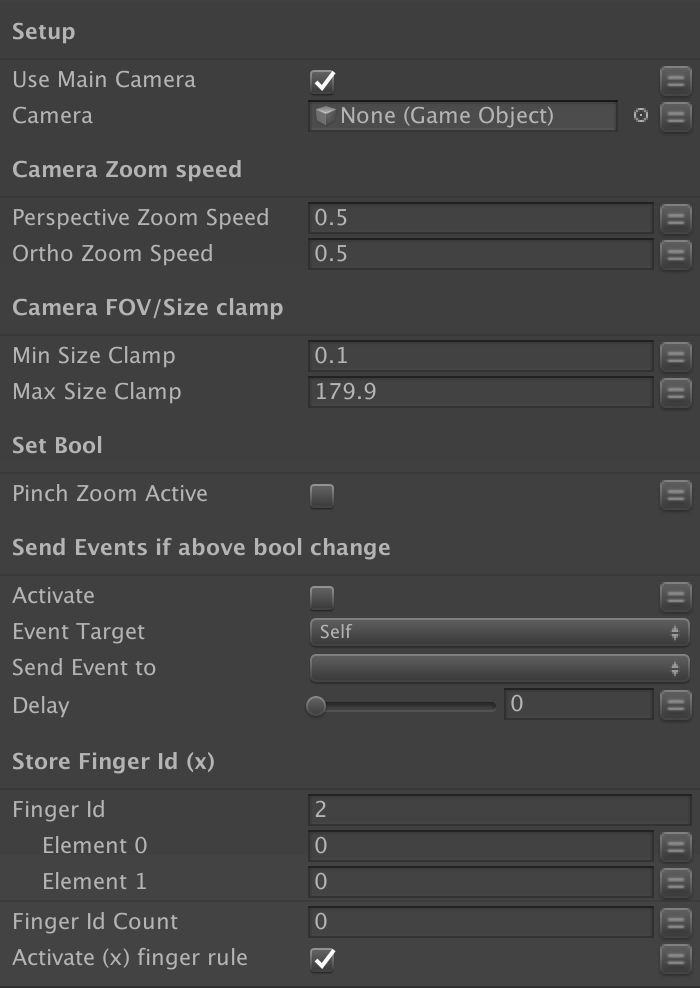 Setup
Use Main Camera
Camera None (Game Object)
Camera Zoom speed
Perspective Zoom Speed 0.5
Ortho Zoom Speed 0.5
Camera FOV/Size clamp
Min Size Clamp 0.1
Max Size Clamp 179.9
Set Bool
Pinch Zoom Active
Send Events if above bool change
Activate
Event Target Self
Send Event to
Delay 0
Store Finger Id (x)
Finger Id 2
Element 0 0
Element 1 0
Finger Id Count 0
Activate (x) finger rule